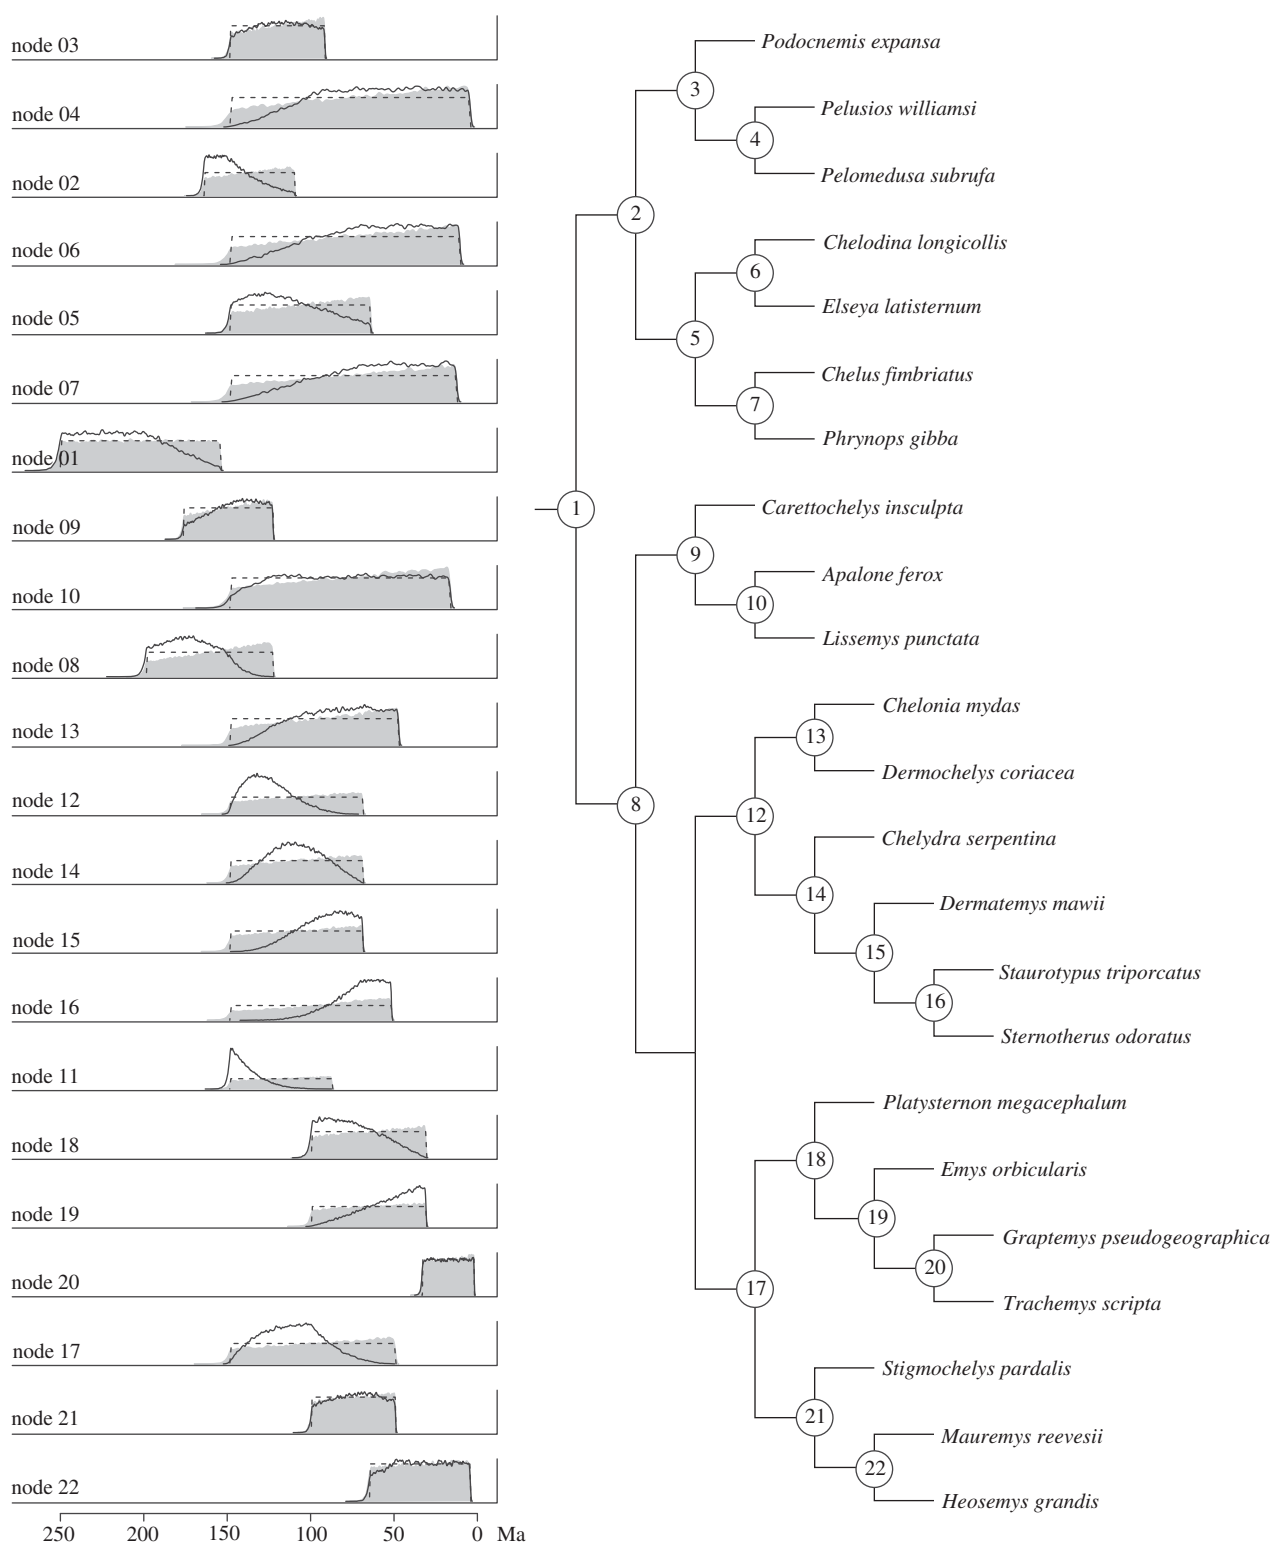 node 03
node 04
node 02
node 06
node 05
node 07
node 01
node 09
node 10
node 08
node 13
node 12
node 14
node 15
node 16
node 11
node 18
node 19
node 20
node 17
node 21
node 22
250 200 150 100 50 0 Ma
Podocnemis expansa
3
Pelusios williamsi
4
Pelomedusa subrufa
2
Chelodina longicollis
6
Elseya latisternum
5
Chelus fimbriatus
7
Phrynops gibba
1
Carettochelys insculpta
9
Apalone ferox
10
Lissemys punctata
8
Chelonia mydas
13
Dermochelys coriacea
12
Chelydra serpentina
14
Dermatemys mawii
15
Staurotypus triporcatus
16
Sternotherus odoratus
Platysternon megacephalum
18
Emys orbicularis
19
Graptemys pseudogeographica
20
Trachemys scripta
17
Stigmochelys pardalis
21
Mauremys reevesii
22
Heosemys grandis